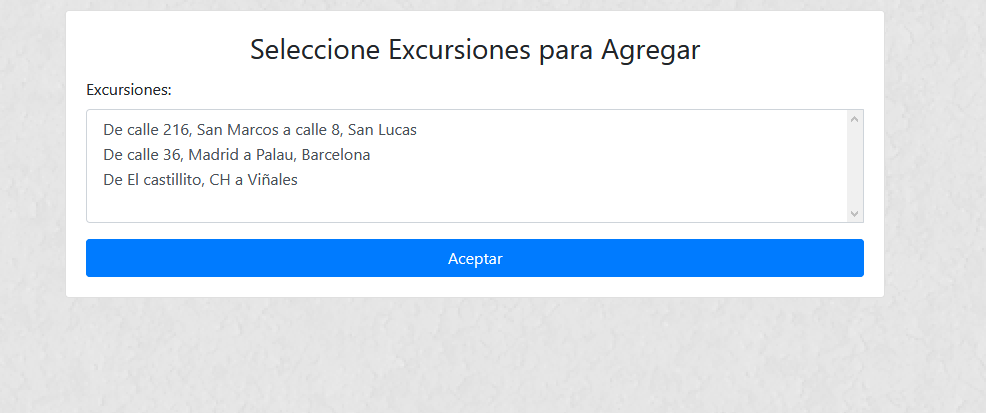 Seleccione Excursiones para Agregar
Excursiones:
De calle 216, San Marcos a calle 8, San Lucas
De calle 36, Madrid a Palau, Barcelona
De El castillito, CH a Viñales
Aceptar